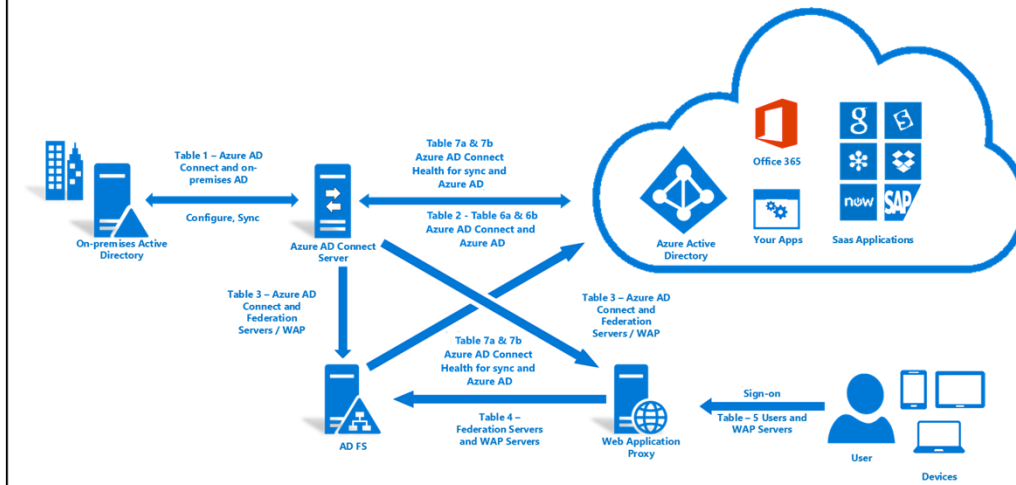 Table 1 – Azure AD
Connect and on-
premises AD
Configure, Sync
On-premises Active
Directory
Azure AD Connect
Server
Table 7a & 7b
Azure AD Connect
Health for sync and
Azure AD
Table 2 - Table 6a & 6b
Azure AD Connect and
Azure AD
Office 365
Azure Active
Directory
Your Apps
g
S
now
SAP
Saas Applications
Table 3 – Azure AD
Connect and
Federation
Servers / WAP
Table 3 – Azure AD
Connect and
Federation
Servers / WAP
Table 7a & 7b
Azure AD Connect
Health for sync and
Azure AD
Table 4 –
Federation Servers
and WAP Servers
AD FS
Web Application
Proxy
Sign-on
Table – 5 Users and
WAP Servers
User
Devices